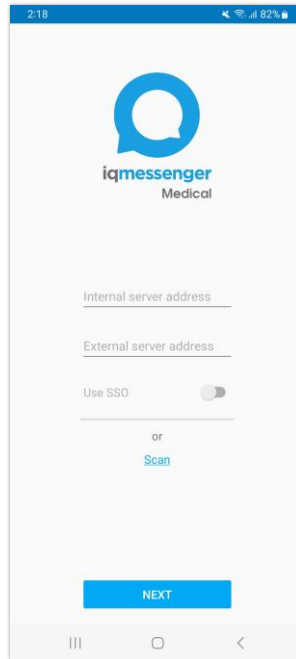 2:18 82%
iqmessenger
Medical
Internal server address
External server address
Use SSO
or
Scan
NEXT